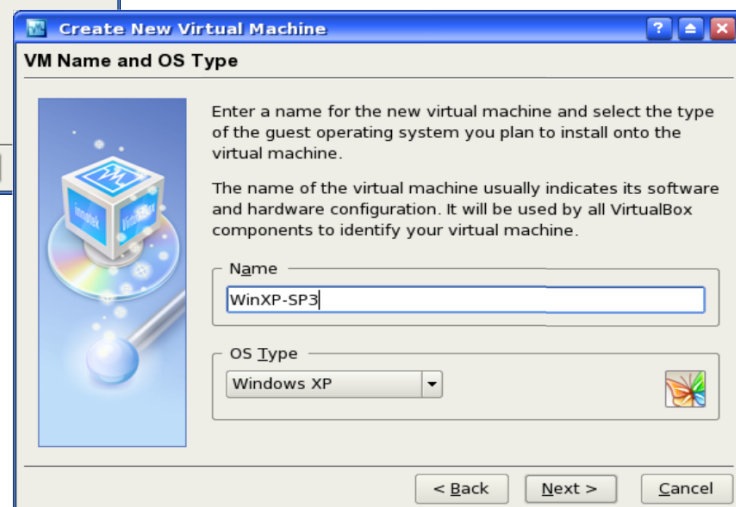 Create New Virtual Machine
VM Name and OS Type
Enter a name for the new virtual machine and select the type
of the guest operating system you plan to install onto the
virtual machine.
The name of the virtual machine usually indicates its software
and hardware configuration. It will be used by all VirtualBox
components to identify your virtual machine.
innotek
VirtualBox
Name
WinXP-SP3
OS Type
Windows XP
< Back
Next >
Cancel